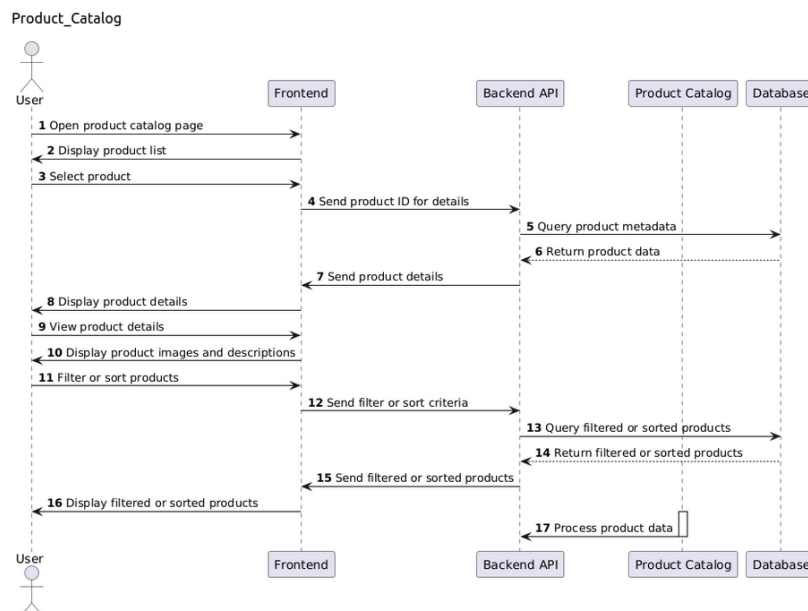 Product_Catalog
User
Frontend
Backend API
Product Catalog
Database
1 Open product catalog page
2 Display product list
3 Select product
4 Send product ID for details
5 Query product metadata
6 Return product data
7 Send product details
8 Display product details
9 View product details
10 Display product images and descriptions
11 Filter or sort products
12 Send filter or sort criteria
13 Query filtered or sorted products
14 Return filtered or sorted products
15 Send filtered or sorted products
16 Display filtered or sorted products
17 Process product data
User
Frontend
Backend API
Product Catalog
Database